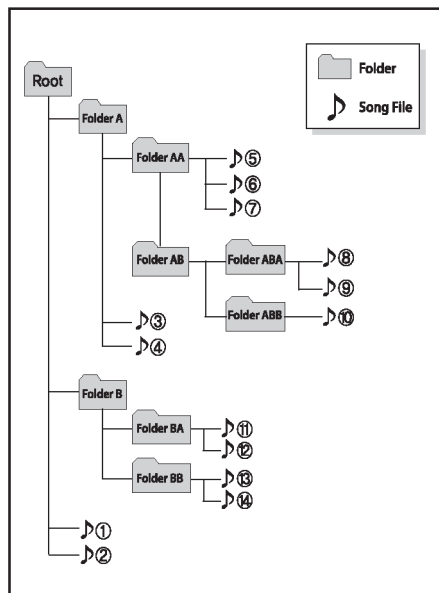 Root
Folder
Song File
Folder A
Folder AA
⑤
⑥
⑦
Folder AB
Folder ABA
⑧
⑨
Folder ABB
⑩
③
④
Folder B
Folder BA
⑪
⑫
Folder BB
⑬
⑭
①
②